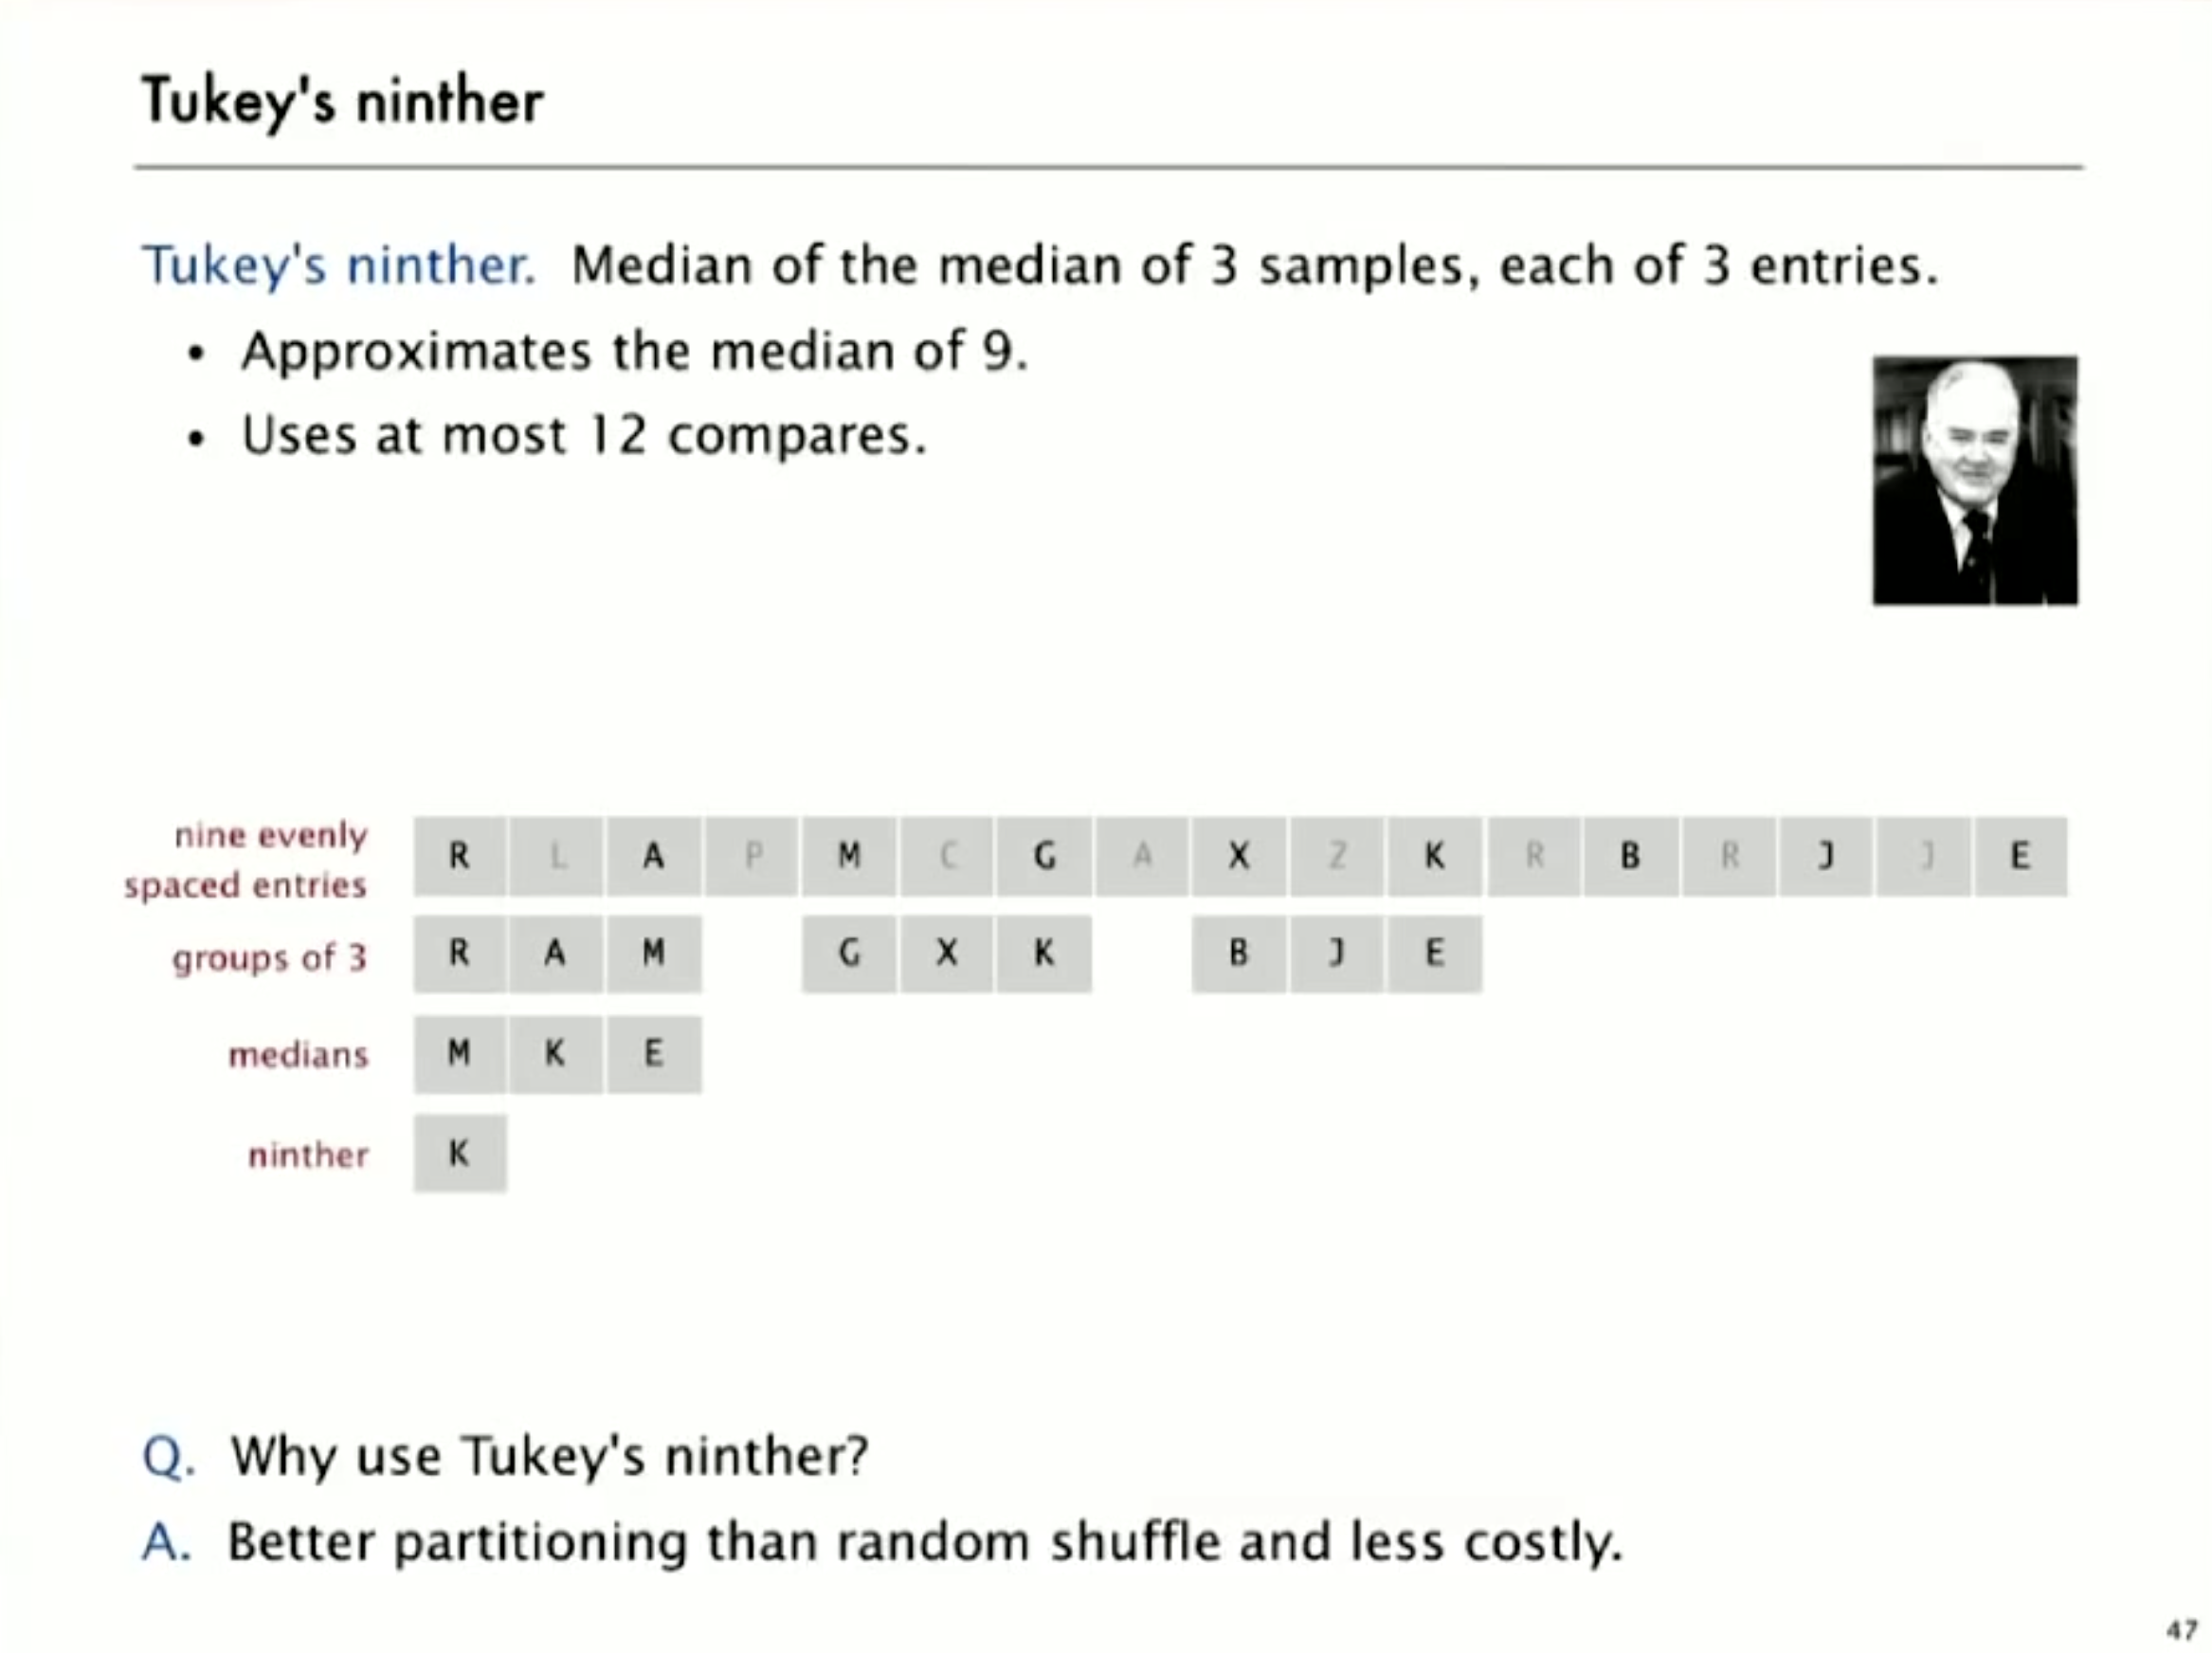 Tukey's ninther
Tukey's ninther. Median of the median of 3 samples, each of 3 entries.
• Approximates the median of 9.
• Uses at most 12 compares.
nine evenly
spaced entries
R L A P M C G A X Z K R B R J J E
groups of 3 R A M G X K B J E
medians M K E
ninther K
Q. Why use Tukey's ninther?
A. Better partitioning than random shuffle and less costly.
47